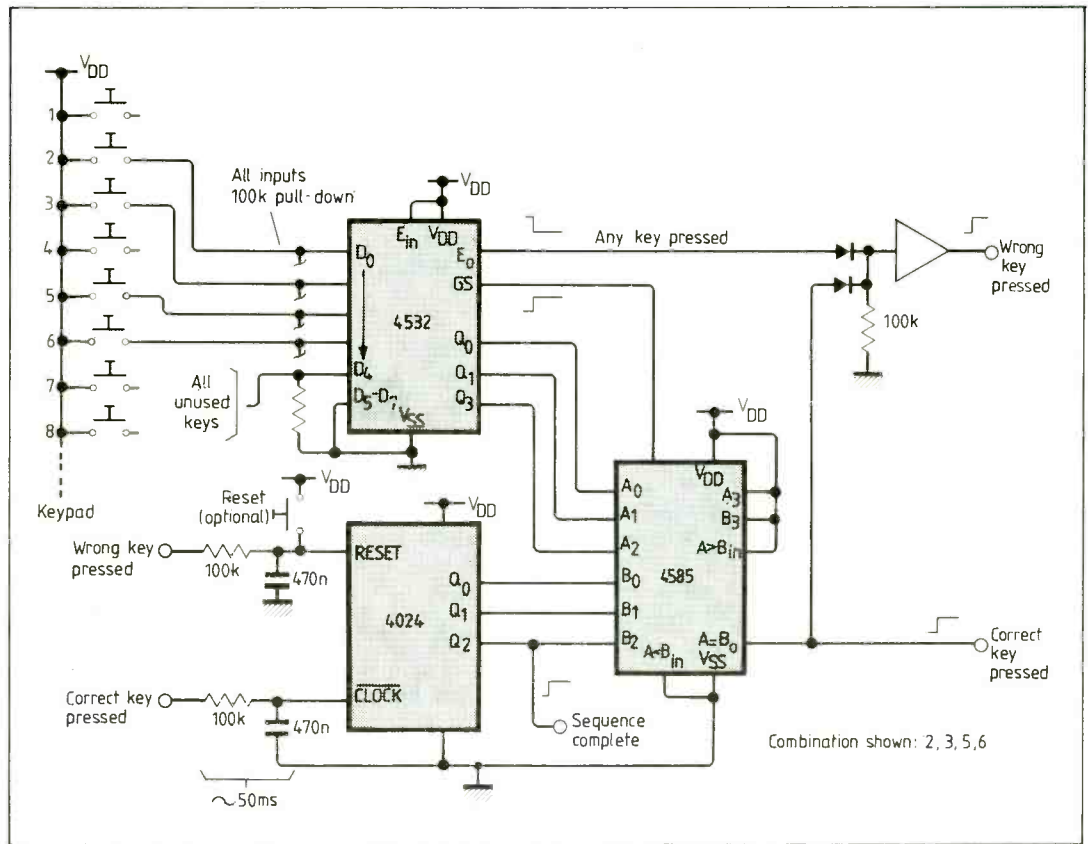 VDD
1
2
3
4
5
6
7
8
Keypad
All inputs
100k pull-down
All
unused
keys
VDD
Ein
VDD
D0
D4
D5-D7
VSS
4532
E0
GS
Q0
Q1
Q3
Any key pressed
100k
Wrong
key
pressed
Reset
(optional)
VDD
Wrong key
pressed
100k
470n
Correct key
pressed
100k
470n
~50ms
VDD
RESET
4024
CLOCK
Q0
Q1
Q2
Sequence
complete
VDD
VDD
A0
A1
A2
B0
B1
B2
4585
A3
B3
A>Bin
A<Bin
A=B0
VSS
Correct
key
pressed
Combination shown: 2,3,5,6